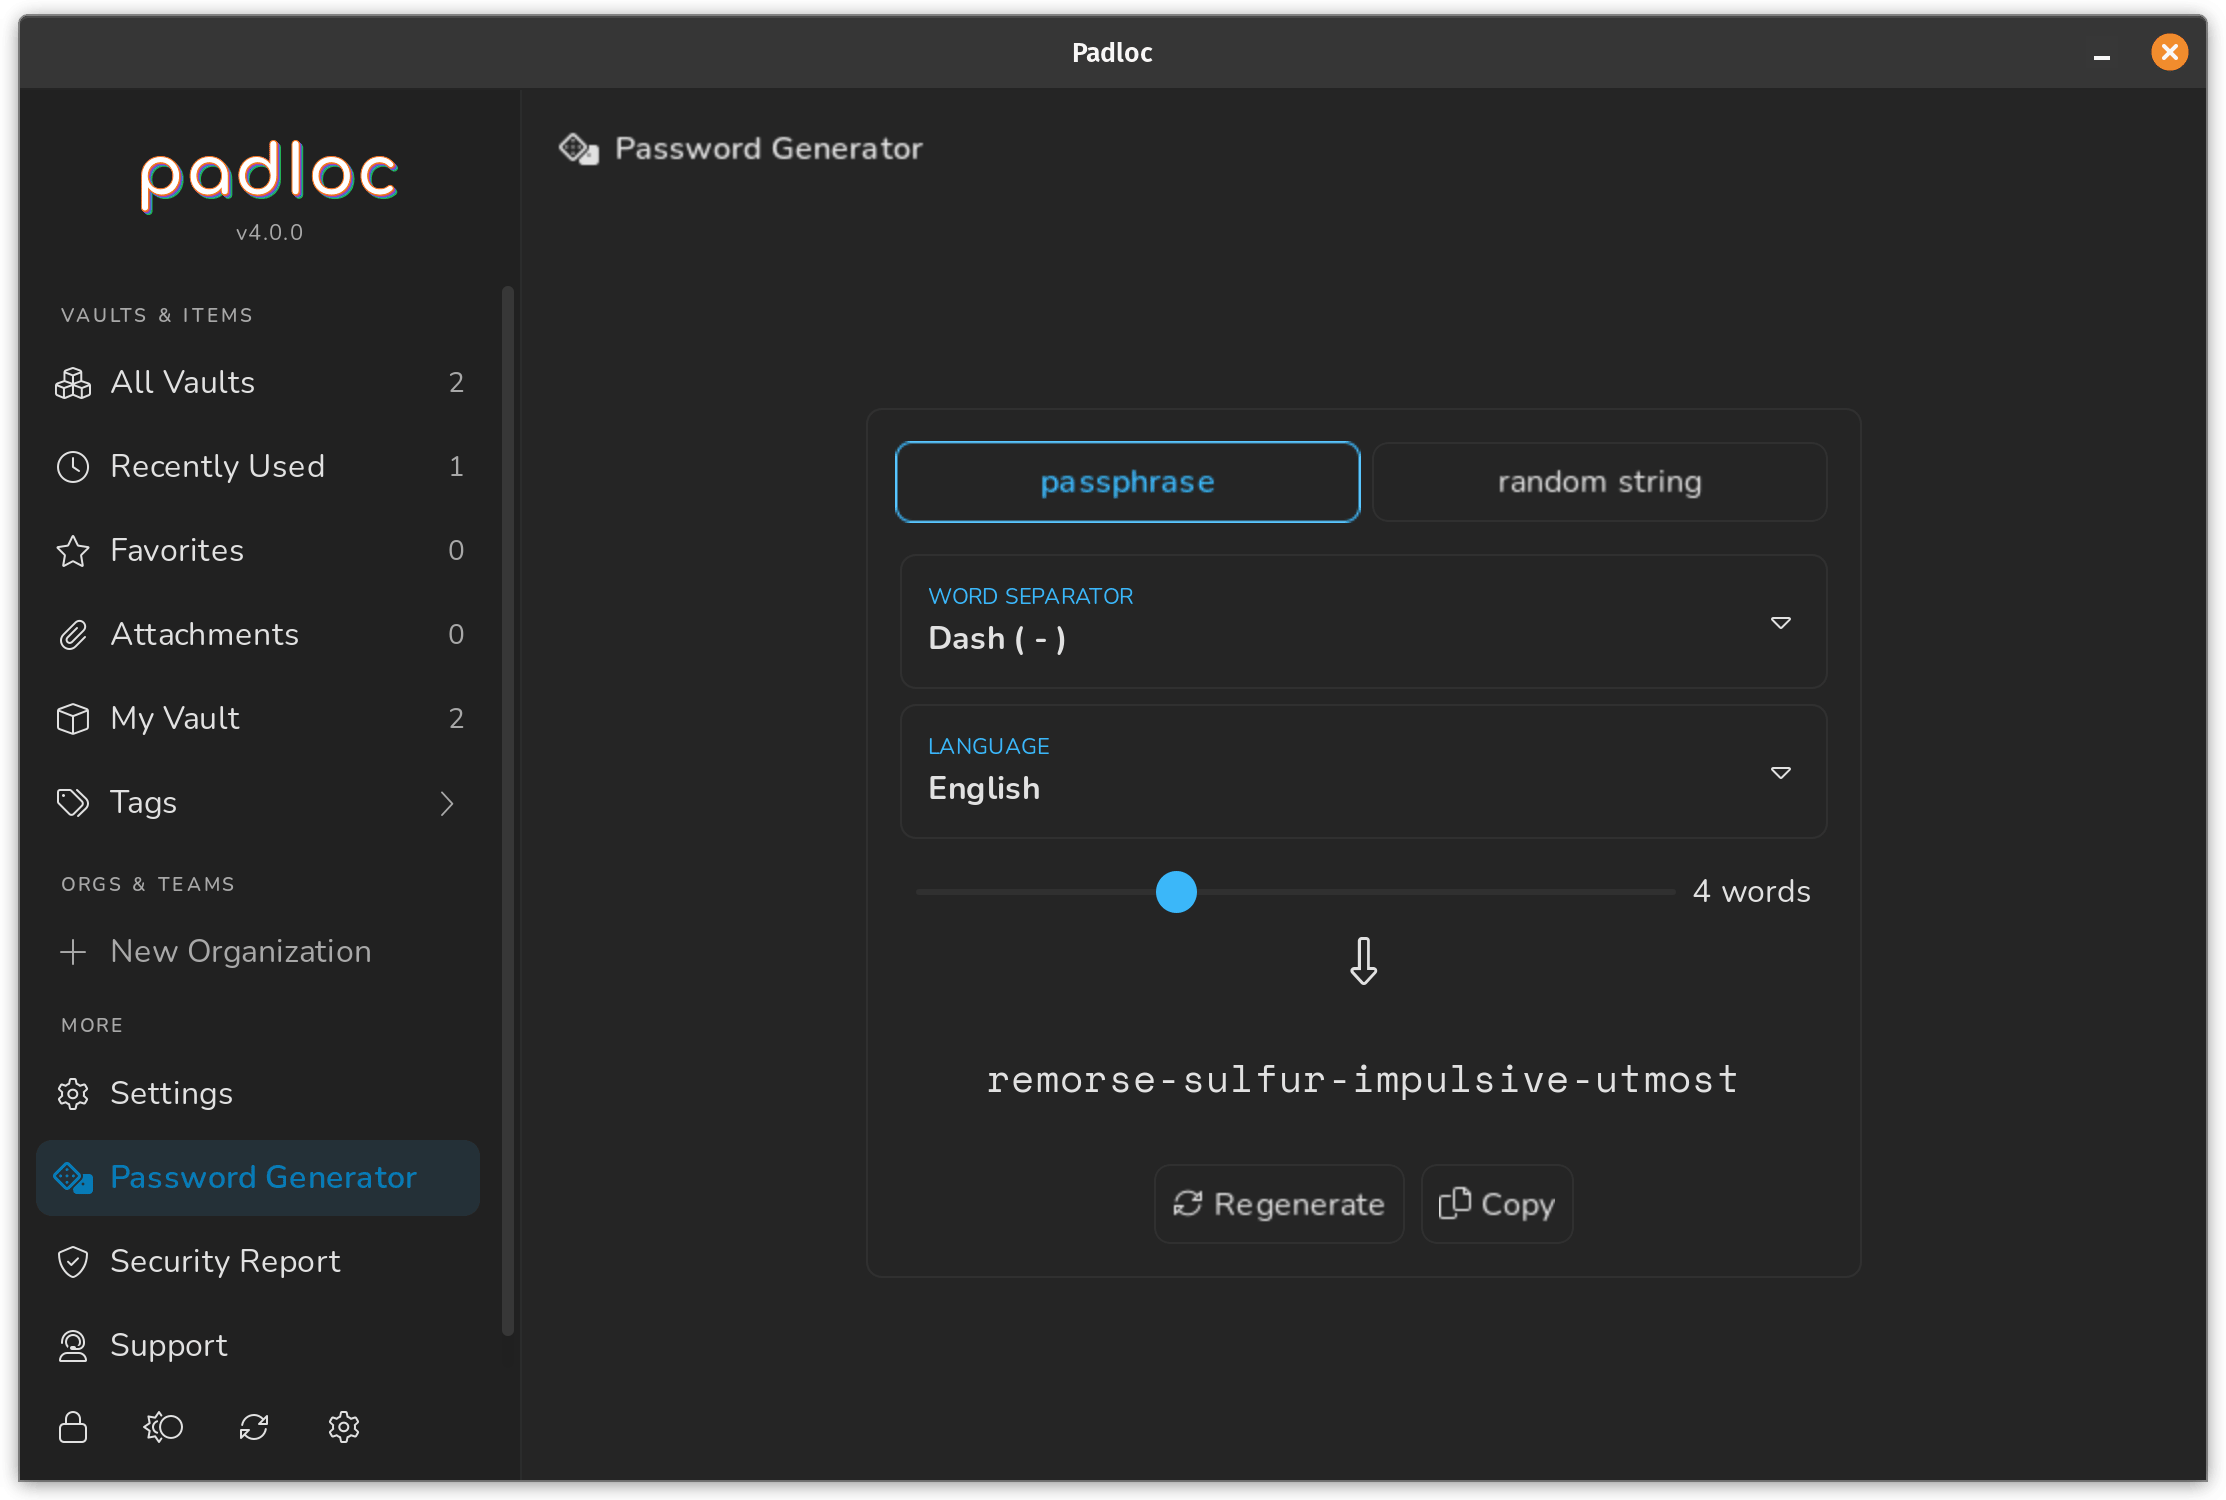 Padloc
padloc
v4.0.0
VAULTS & ITEMS
All Vaults 2
Recently Used 1
Favorites 0
Attachments 0
My Vault 2
Tags
ORGS & TEAMS
New Organization
MORE
Settings
Password Generator
Security Report
Support
Password Generator
passphrase random string
WORD SEPARATOR
Dash ( - )
LANGUAGE
English
4 words
remorse-sulfur-impulsive-utmost
Regenerate Copy